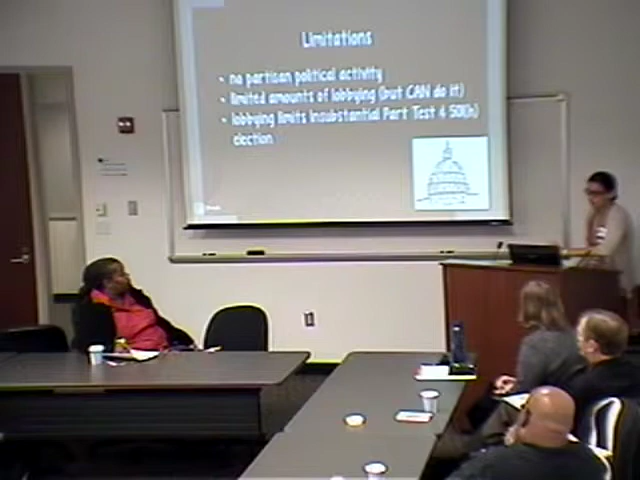 Limitations
• no partisan political activity
• limited amounts of lobbying (but CAN do it)
• lobbying limits Insubstantial Part Test & 501(h)
election